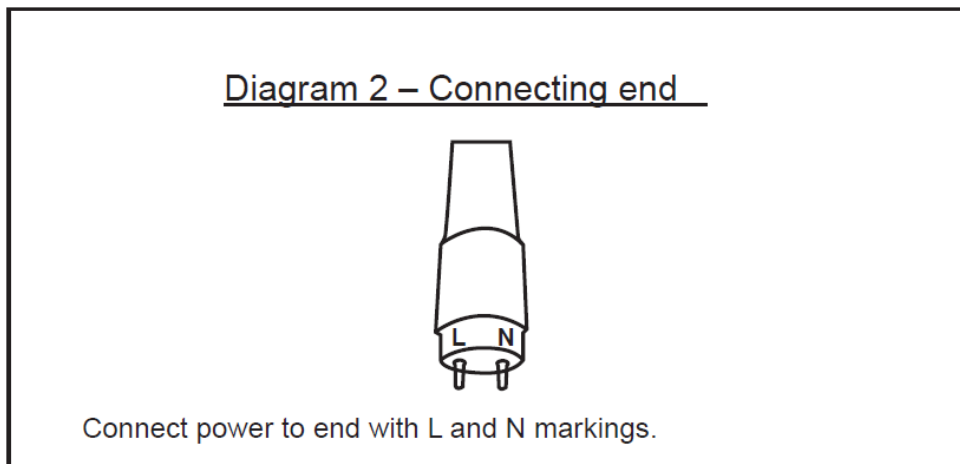 Diagram 2 – Connecting end
L N
Connect power to end with L and N markings.